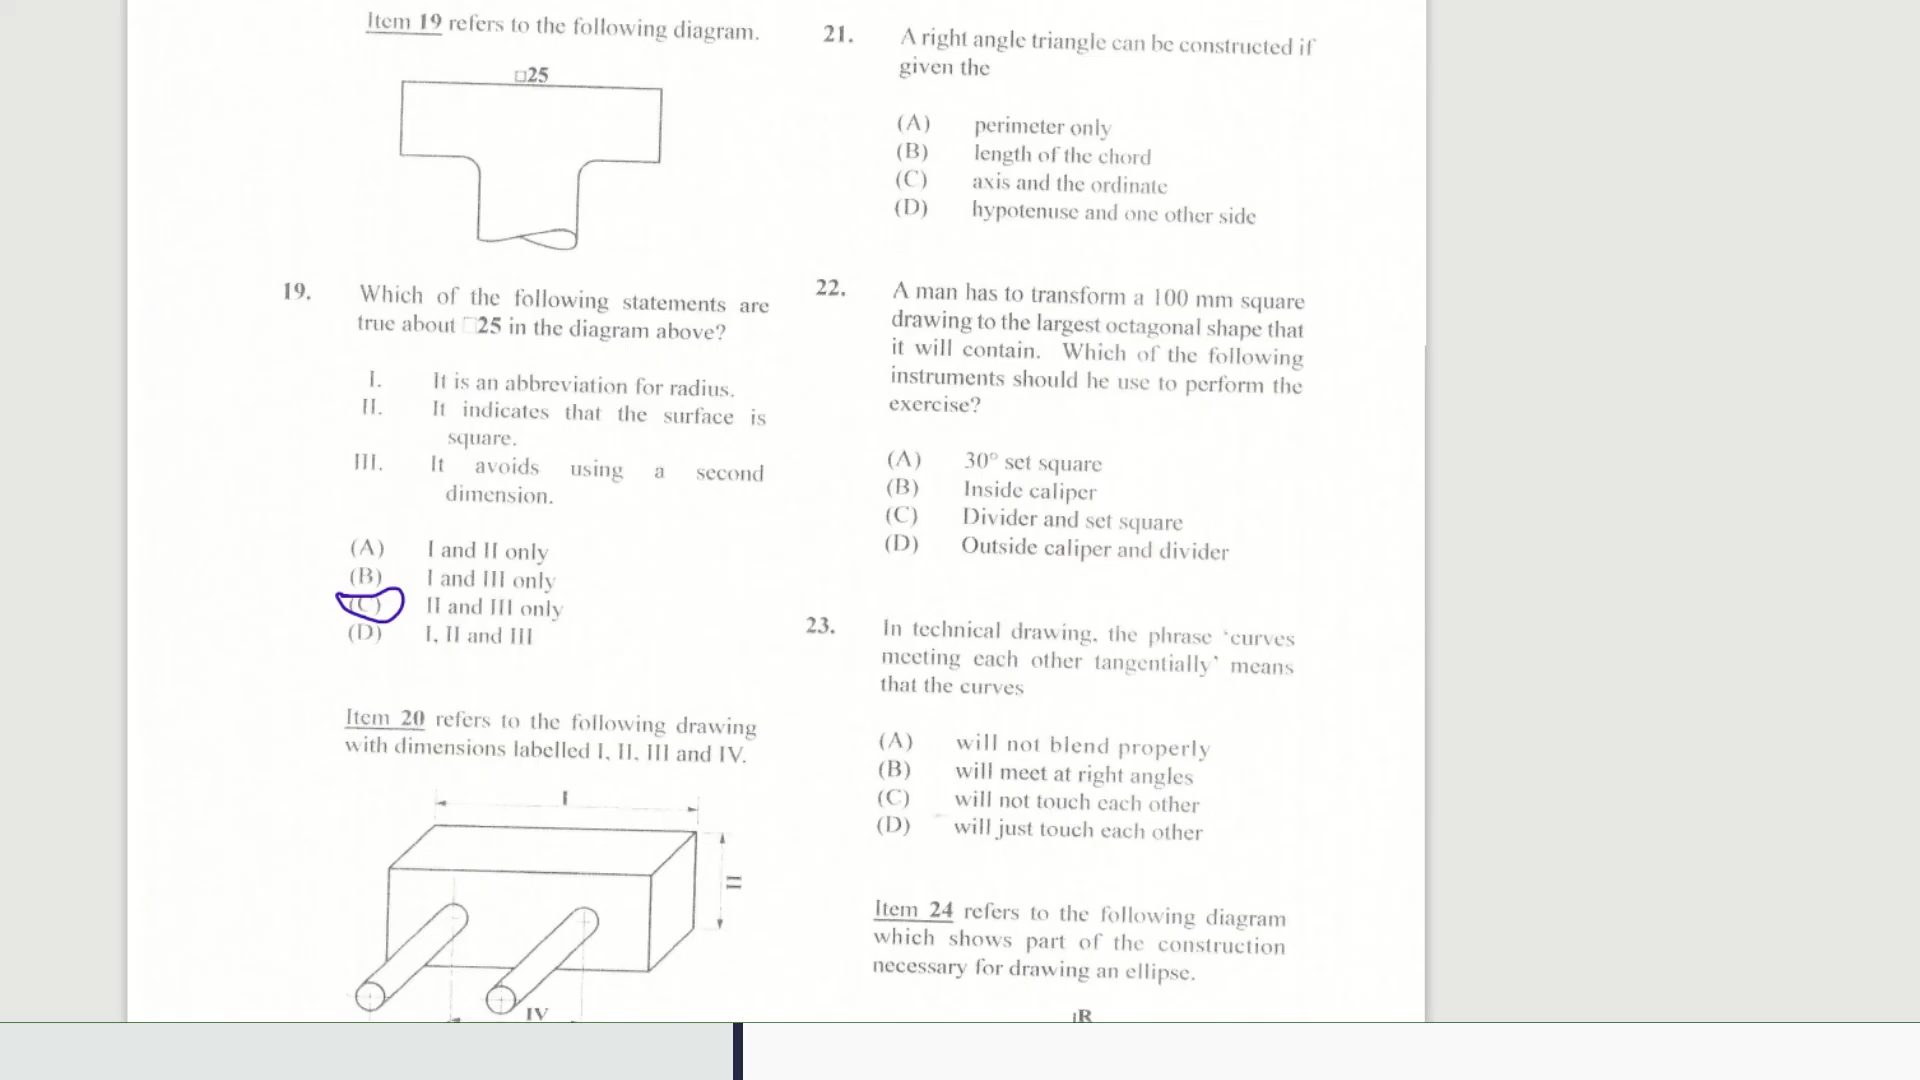 Item 19 refers to the following diagram.
□25
19. Which of the following statements are
true about □25 in the diagram above?
I. It is an abbreviation for radius.
II. It indicates that the surface is
square.
III. It avoids using a second
dimension.
(A) I and II only
(B) I and III only
(C) II and III only
(D) I, II and III
Item 20 refers to the following drawing
with dimensions labelled I, II, III and IV.
I
II
IV
21. A right angle triangle can be constructed if
given the
(A) perimeter only
(B) length of the chord
(C) axis and the ordinate
(D) hypotenuse and one other side
22. A man has to transform a 100 mm square
drawing to the largest octagonal shape that
it will contain. Which of the following
instruments should he use to perform the
exercise?
(A) 30° set square
(B) Inside caliper
(C) Divider and set square
(D) Outside caliper and divider
23. In technical drawing, the phrase ‘curves
meeting each other tangentially’ means
that the curves
(A) will not blend properly
(B) will meet at right angles
(C) will not touch each other
(D) will just touch each other
Item 24 refers to the following diagram
which shows part of the construction
necessary for drawing an ellipse.
R